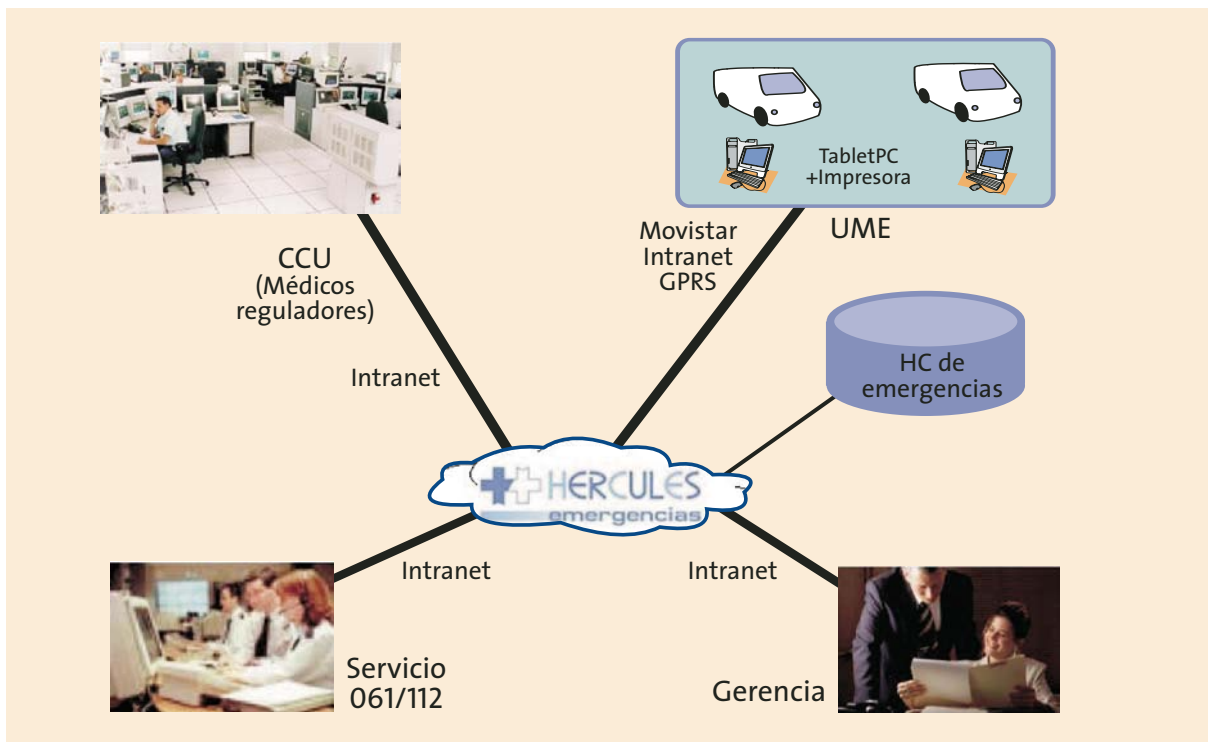 TabletPC
+Impresora
UME
Movistar
Intranet
GPRS
CCU
(Médicos
reguladores)
Intranet
HC de
emergencias
HERCULES
emergencias
Intranet
Intranet
Servicio
061/112
Gerencia